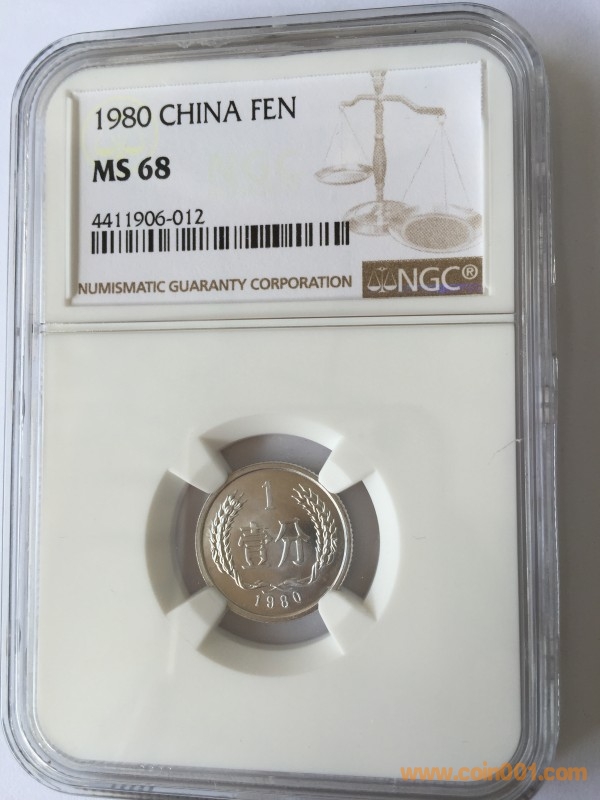 1980 CHINA FEN
MS 68
4411906-012
NUMISMATIC GUARANTY CORPORATION
NGC®
1
壹分
1980
www.coin001.com